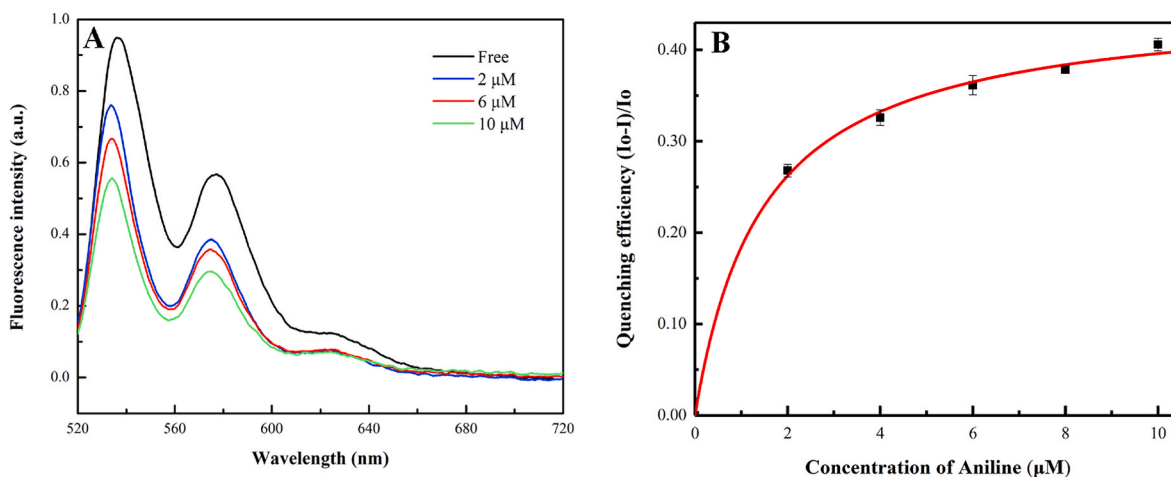 A
Free
2 μM
6 μM
10 μM
Fluorescence intensity (a.u.)
1.0
0.8
0.6
0.4
0.2
0.0
520 560 600 640 680 720
Wavelength (nm)
B
Quenching efficiency (Io-I)/Io
0.40
0.30
0.20
0.10
0.00
0 2 4 6 8 10
Concentration of Aniline (μM)